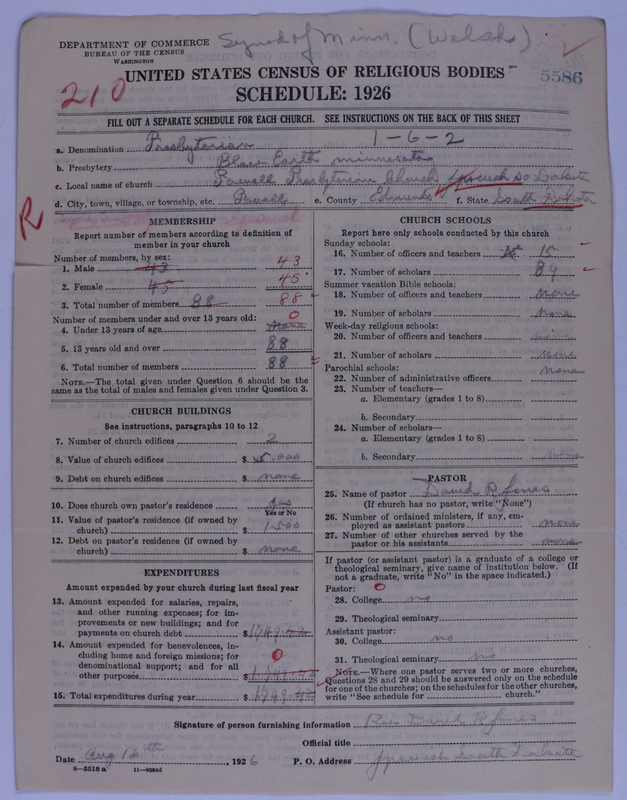 Synod of Minn. (Welsh)
DEPARTMENT OF COMMERCE
BUREAU OF THE CENSUS
WASHINGTON
UNITED STATES CENSUS OF RELIGIOUS BODIES
5586
210
SCHEDULE: 1926
FILL OUT A SEPARATE SCHEDULE FOR EACH CHURCH. SEE INSTRUCTIONS ON THE BACK OF THIS SHEET
1-6-2
a. Denomination Presbyterian
b. Presbytery Blue Earth Minnesota
c. Local name of church Powell Presbyterian Church Ipswich So Dakota
d. City, town, village, or township, etc. Powell e. County Edmunds f. State South Dakota
R
MEMBERSHIP
Report number of members according to definition of member in your church
Number of members, by sex:
1. Male 43 43
2. Female 45 45
3. Total number of members 88 88
Number of members under and over 13 years old:
4. Under 13 years of age None 0
5. 13 years old and over 88
6. Total number of members 88
NOTE.—The total given under Question 6 should be the same as the total of males and females given under Question 3.
CHURCH BUILDINGS
See instructions, paragraphs 10 to 12
7. Number of church edifices 2
8. Value of church edifices $ 5.000
9. Debt on church edifices $ none
10. Does church own pastor's residence yes
Yes or No
11. Value of pastor's residence (if owned by church) $ 1.500
12. Debt on pastor's residence (if owned by church) $ none
EXPENDITURES
Amount expended by your church during last fiscal year
13. Amount expended for salaries, repairs, and other running expenses; for improvements or new buildings; and for payments on church debt $ 1749.42
14. Amount expended for benevolences, including home and foreign missions; for denominational support; and for all other purposes $ 0
15. Total expenditures during year $ 1749.42
CHURCH SCHOOLS
Report here only schools conducted by this church
Sunday schools:
16. Number of officers and teachers 15
17. Number of scholars 89
Summer vacation Bible schools:
18. Number of officers and teachers none
19. Number of scholars none
Week-day religious schools:
20. Number of officers and teachers none
21. Number of scholars none
Parochial schools:
22. Number of administrative officers none
23. Number of teachers—
a. Elementary (grades 1 to 8)
b. Secondary
24. Number of scholars—
a. Elementary (grades 1 to 8)
b. Secondary none
PASTOR
25. Name of pastor David P Jones
(If church has no pastor, write "None")
26. Number of ordained ministers, if any, employed as assistant pastors none
27. Number of other churches served by the pastor or his assistants none
If pastor (or assistant pastor) is a graduate of a college or theological seminary, give name of institution below. (If not a graduate, write "No" in the space indicated.)
Pastor: 0
28. College no
29. Theological seminary
Assistant pastor:
30. College no
31. Theological seminary no
NOTE.—Where one pastor serves two or more churches, Questions 28 and 29 should be answered only on the schedule for one of the churches; on the schedules for the other churches, write "See schedule for church."
Signature of person furnishing information Rev David P Jones
Official title
Date Aug 16th, 1926 P. O. Address Ipswich South Dakota
8—5518 a 11—9054d